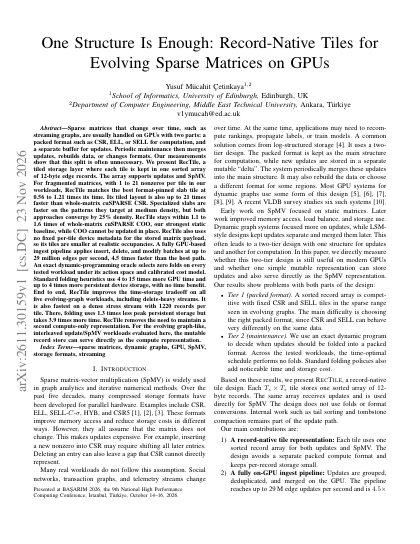 One Structure Is Enough: Record-Native Tiles for
Evolving Sparse Matrices on GPUs
Yusuf Mücahit Çetinkaya1,2
1School of Informatics, University of Edinburgh, Edinburgh, UK
2Department of Computer Engineering, Middle East Technical University, Ankara, Türkiye
v1ymucah@ed.ac.uk
arXiv:2611.30159v1 [cs.DC] 23 Nov 2026
Abstract—Sparse matrices that change over time, such as
streaming graphs, are usually handled on GPUs with two parts: a
packed format such as CSR, ELL, or SELL for computation, and
a separate buffer for updates. Periodic maintenance then merges
updates, rebuilds data, or changes formats. Our measurements
show that this split is often unnecessary. We present RecTile, a
tiled storage layer where each tile is kept in one sorted array
of 12-byte edge records. The array supports updates and SpMV.
For fragmented matrices, with 1 to 21 nonzeros per tile in our
tested workloads, RecTile matches the best format-pinned slab tile at
0.56 to 1.21 times its time. Its tiled layout is also up to 21 times
faster than whole-matrix cuSPARSE CSR. Specialized slabs are
faster on the patterns they target at medium density, but both
approaches converge by 25% density. RecTile stays within 1.1 to
1.6 times of whole-matrix cuSPARSE COO, our strongest static
baseline, while COO cannot be updated in place. RecTile also uses
no fixed per-tile device metadata for the stored matrix payload,
so its tiles are smaller at realistic occupancies. A fully GPU-based
ingest pipeline applies insert, delete, and modify batches at up to
29 million edges per second, 4.5 times faster than the host path.
An exact dynamic-programming oracle selects zero folds on every
tested workload under its action space and calibrated cost model.
Standard fold policies use 4 to 15 times more GPU time and
up to 4 times more persistent device storage, with no time benefit.
End to end, RecTile improves the time-storage tradeoff on all
five evolving-graph workloads, including delete-heavy streams. It
is also fastest on a dense stress stream with 1220 records per
tile. There, folding uses 1.3 times less peak persistent storage but
takes 3.9 times more time. RecTile removes the need to maintain a
second compute-only representation. For the evolving graph-like,
interleaved update/SpMV workloads evaluated here, the mutable
record store can serve directly as the compute representation.
Index Terms—sparse matrices, dynamic graphs, GPU, SpMV,
storage formats, streaming
I. INTRODUCTION
Sparse matrix-vector multiplication (SpMV) is widely used
in graph analytics and iterative numerical methods. Over the
past five decades, many compressed storage formats have
been developed for parallel hardware. Examples include CSR,
ELL, SELL-C-σ, HYB, and CSR5 [1], [2], [3]. These formats
improve memory access and reduce storage costs in different
ways. However, they all assume that the matrix does not
change. This makes updates expensive. For example, inserting
a new nonzero into CSR may require shifting all later entries.
Deleting an entry can also leave a gap that CSR cannot directly
represent.
Many real workloads do not follow this assumption. Social
networks, transaction graphs, and telemetry streams change
Presented at BAŞARIM 2026, the 9th National High Performance
Computing Conference, Istanbul, Türkiye, October 14–16, 2026.
over time. At the same time, applications may need to recompute
rankings, propagate labels, or train models. A common
solution comes from log-structured storage [4]. It uses a two-tier
design. The packed format is kept as the main structure
for computation, while new updates are stored in a separate
mutable "delta". The system periodically merges these updates
into the main structure. It may also rebuild the data or choose
a different format for some regions. Most GPU systems for
dynamic graphs use some form of this design [5], [6], [7],
[8], [9]. A recent VLDB survey studies six such systems [10].
Early work on SpMV focused on static matrices. Later
work improved memory access, load balance, and storage use.
Dynamic graph systems focused more on updates, while LSM-style
designs kept updates separate and merged them later. This
often leads to a two-tier design with one structure for updates
and another for computation. In this paper, we directly measure
whether this two-tier design is still useful on modern GPUs
and whether one simple mutable representation can store
updates and also serve directly as the SpMV representation.
Our results show problems with both parts of the design:
• Tier 1 (packed format). A sorted record array is competitive
with fixed CSR and SELL tiles in the sparse range
seen in evolving graphs. The main difficulty is choosing
the right packed format, since CSR and SELL can behave
very differently on the same data.
• Tier 2 (maintenance). We use an exact dynamic program
to decide when updates should be folded into a packed
format. Across the tested workloads, the time-optimal
schedule performs no folds. Standard folding policies also
add noticeable time and storage cost.
Based on these results, we present RECTILE, a record-native
tile design. Each Tr × Tc tile stores one sorted array of 12-byte
records. The same array receives updates and is used
directly for SpMV. The design does not use folds or format
conversions. Internal work such as tail sorting and tombstone
compaction remains part of the update path.
Our main contributions are:
1) A record-native tile representation: Each tile uses one
sorted record array for both updates and SpMV. The
design avoids a separate packed compute format and
keeps per-record storage small.
2) A fully on-GPU ingest pipeline: Updates are grouped,
deduplicated, and merged on the GPU. The pipeline
reaches up to 29 M edge updates per second and is 4.5×